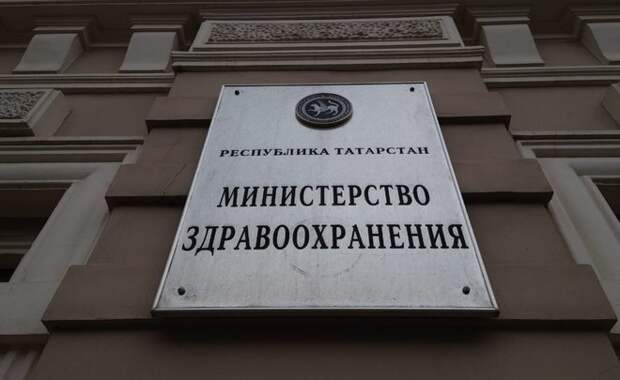 РЕСПУБЛИКА ТАТАРСТАН
МИНИСТЕРСТВО
ЗДРАВООХРАНЕНИЯ